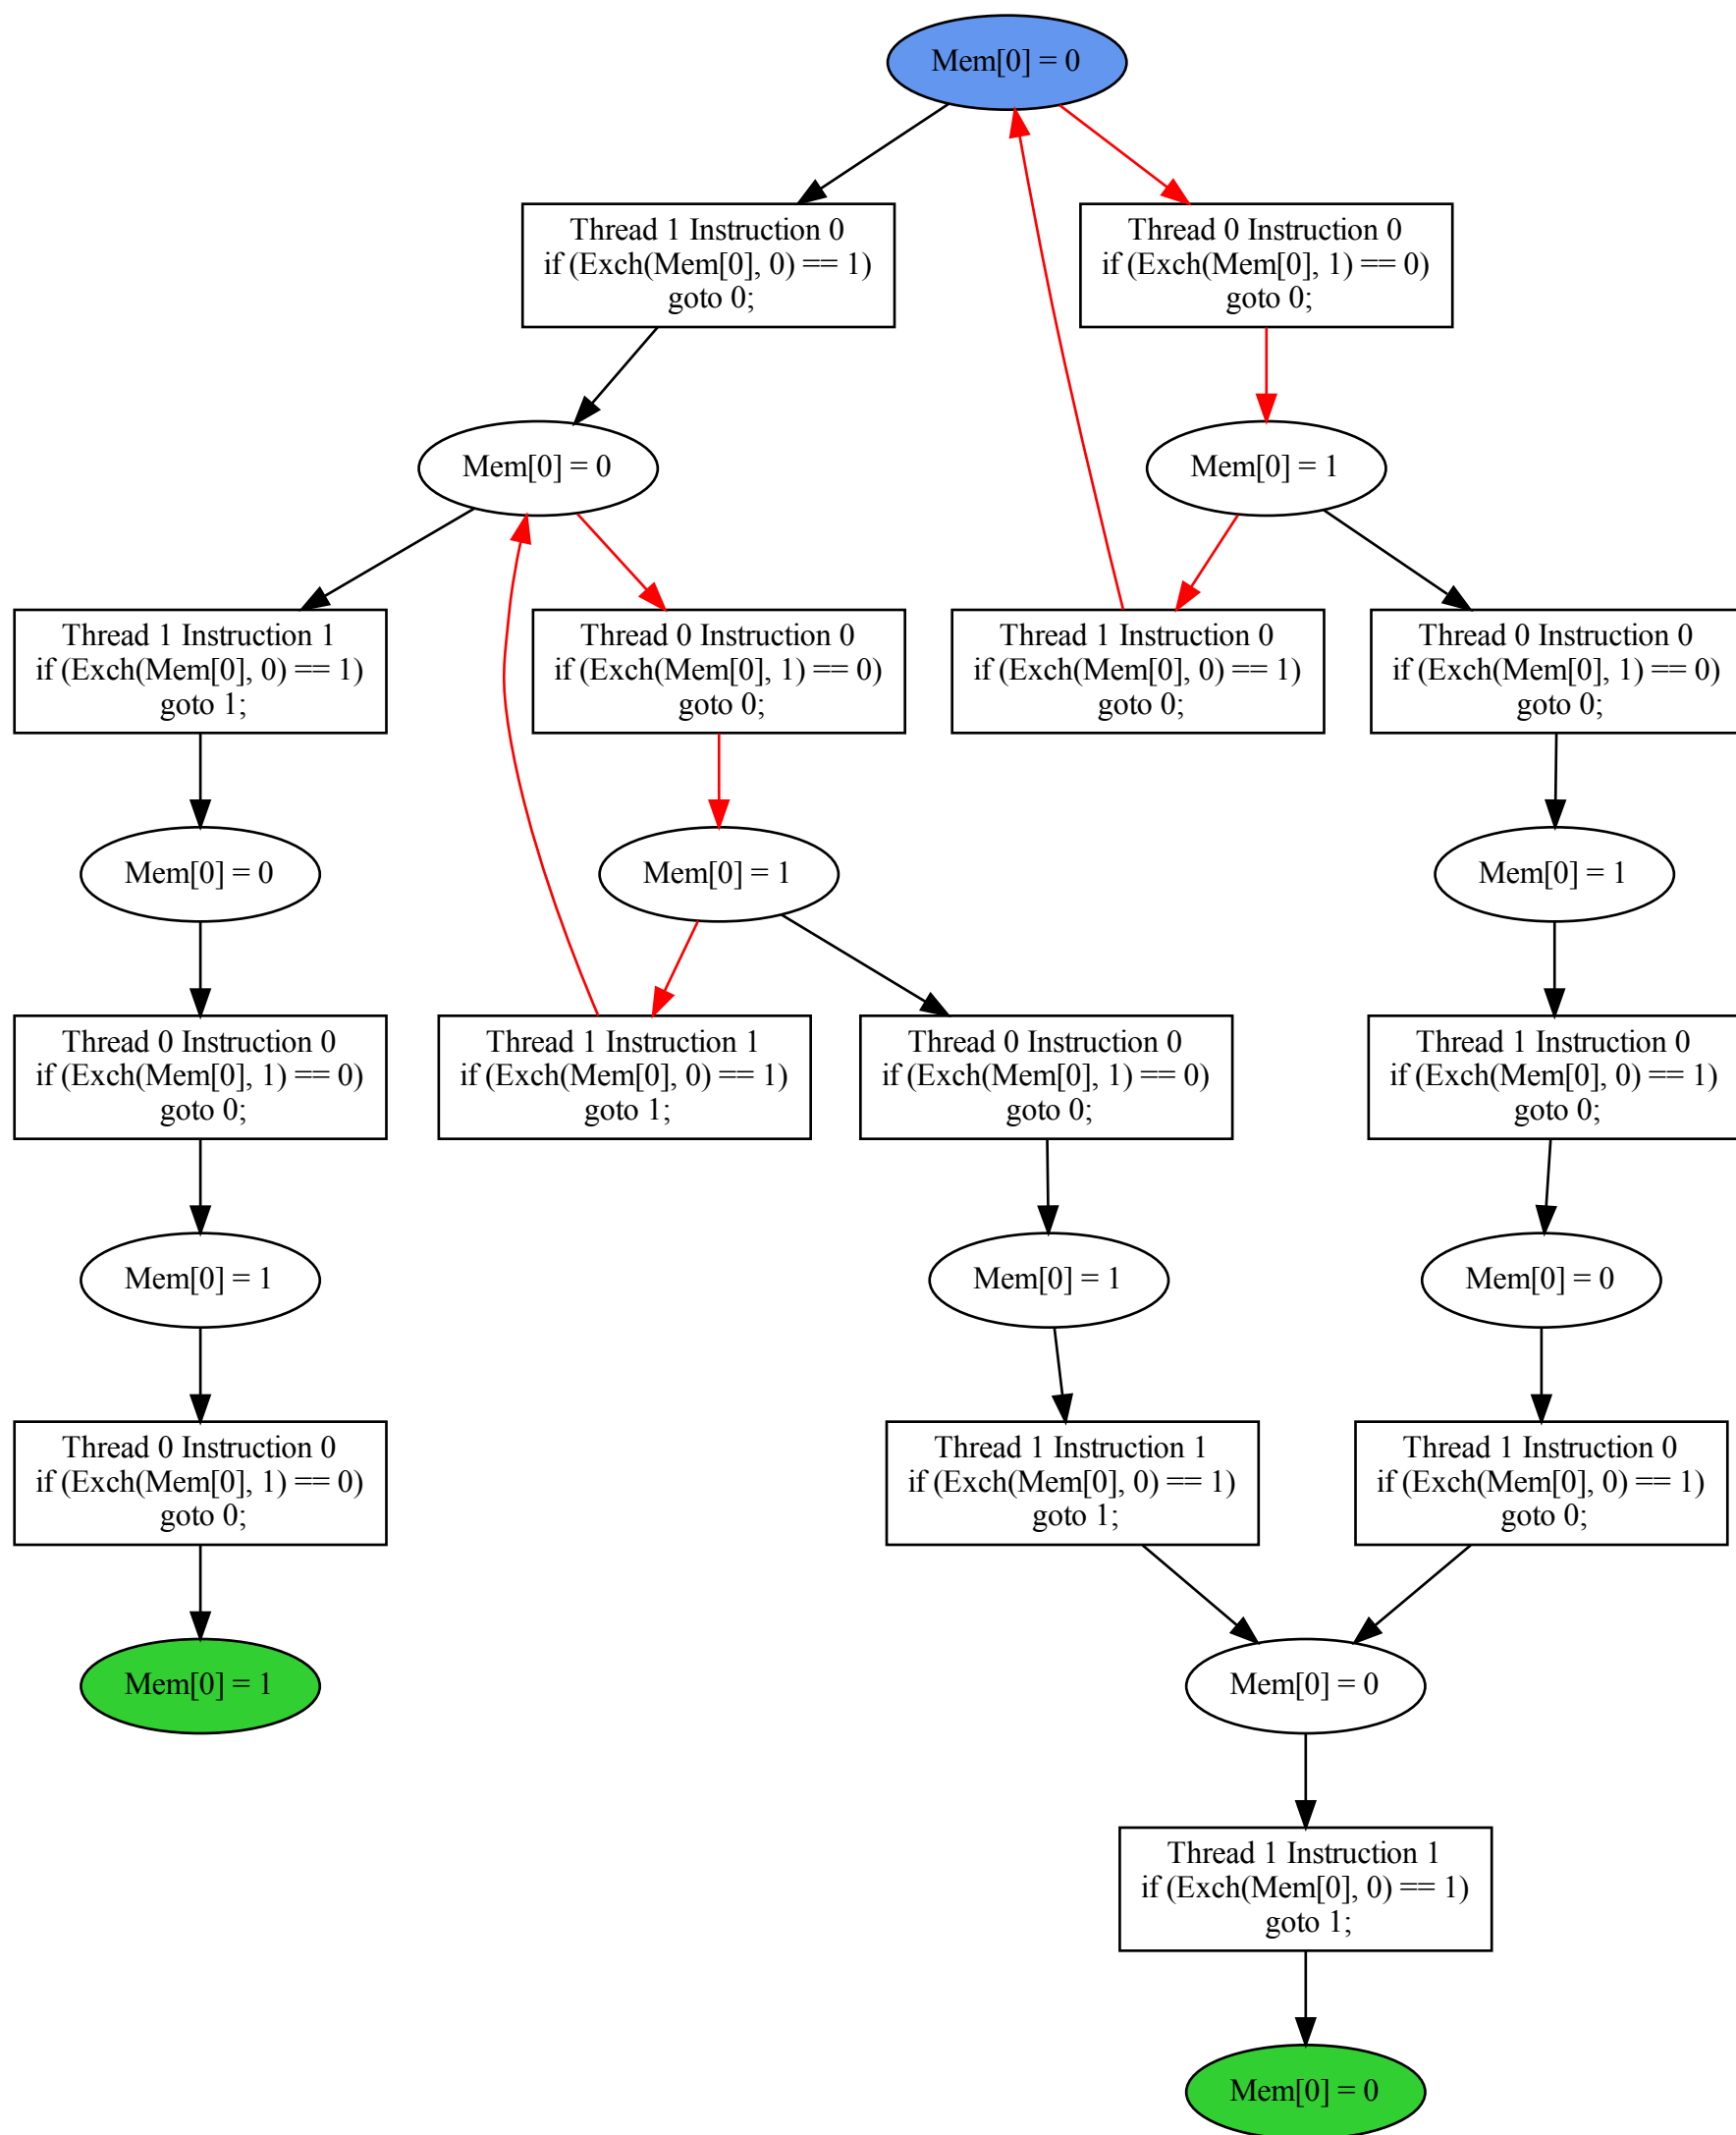 Mem[0] = 0
Thread 1 Instruction 0
if (Exch(Mem[0], 0) == 1)
goto 0;
Thread 0 Instruction 0
if (Exch(Mem[0], 1) == 0)
goto 0;
Mem[0] = 0
Mem[0] = 1
Thread 1 Instruction 1
if (Exch(Mem[0], 0) == 1)
goto 1;
Thread 0 Instruction 0
if (Exch(Mem[0], 1) == 0)
goto 0;
Thread 1 Instruction 0
if (Exch(Mem[0], 0) == 1)
goto 0;
Thread 0 Instruction 0
if (Exch(Mem[0], 1) == 0)
goto 0;
Mem[0] = 0
Mem[0] = 1
Mem[0] = 1
Thread 0 Instruction 0
if (Exch(Mem[0], 1) == 0)
goto 0;
Thread 1 Instruction 1
if (Exch(Mem[0], 0) == 1)
goto 1;
Thread 0 Instruction 0
if (Exch(Mem[0], 1) == 0)
goto 0;
Thread 1 Instruction 0
if (Exch(Mem[0], 0) == 1)
goto 0;
Mem[0] = 1
Mem[0] = 1
Mem[0] = 0
Thread 0 Instruction 0
if (Exch(Mem[0], 1) == 0)
goto 0;
Thread 1 Instruction 1
if (Exch(Mem[0], 0) == 1)
goto 1;
Thread 1 Instruction 0
if (Exch(Mem[0], 0) == 1)
goto 0;
Mem[0] = 1
Mem[0] = 0
Thread 1 Instruction 1
if (Exch(Mem[0], 0) == 1)
goto 1;
Mem[0] = 0